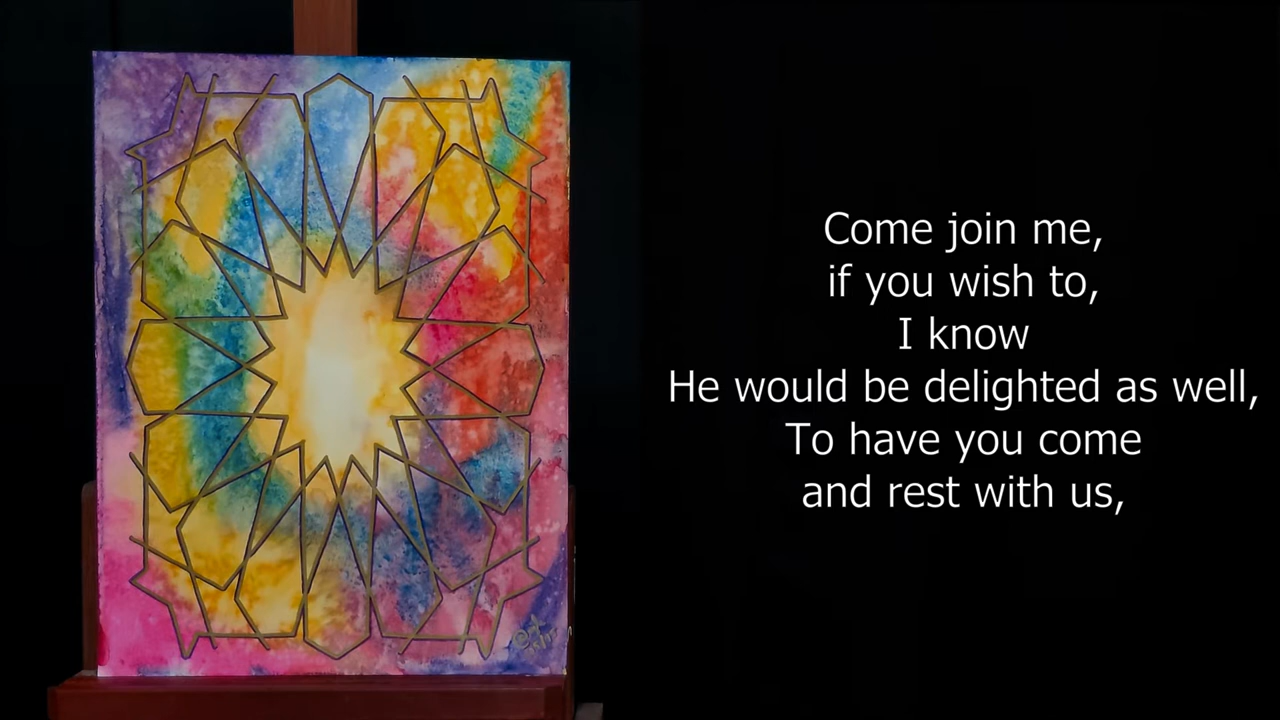 Come join me,
if you wish to,
I know
He would be delighted as well,
To have you come
and rest with us,